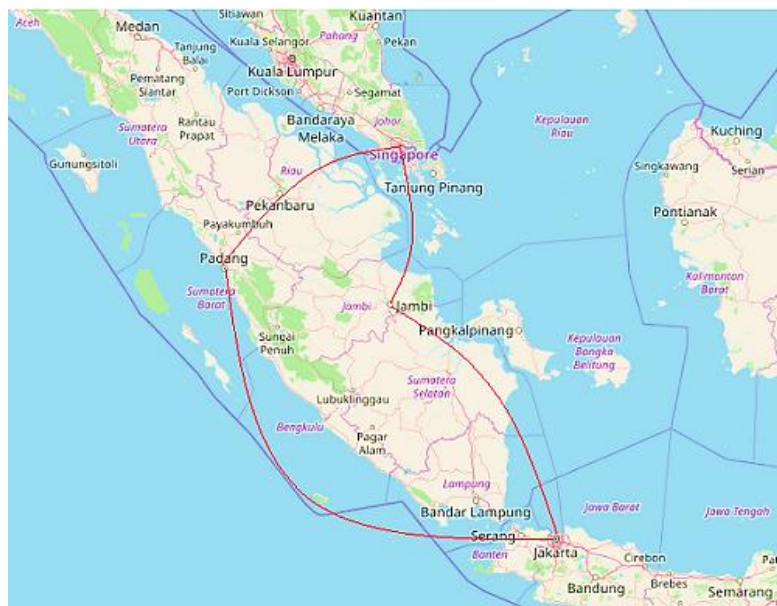 Aceh
Medan
Sitiawan
Kuantan
Pahang
Pekan
Kuala Selangor
Tanjung
Balai
Kuala Lumpur
Pematang
Siantar
Port Dickson
Segamat
Bandaraya
Melaka
Johor
Rantau
Prapat
Sumatera
Utara
Kepulauan
Riau
Kuching
Serian
Singkawang
Gunungsitoli
Singapore
Riau
Tanjung Pinang
Pekanbaru
Pontianak
Payakumbuh
Padang
Kalimantan
Barat
Sumatera
Barat
Jambi
Jambi
Pangkalpinang
Sungai
Penuh
Kepulauan
Bangka
Belitung
Sumatera
Selatan
Lubuklinggau
Bengkulu
Pagar
Alam
Lampung
Bandar Lampung
Jawa Barat
Jawa Tengah
Serang
Jakarta
Banten
Cirebon
Bandung
Brebes
Semarang